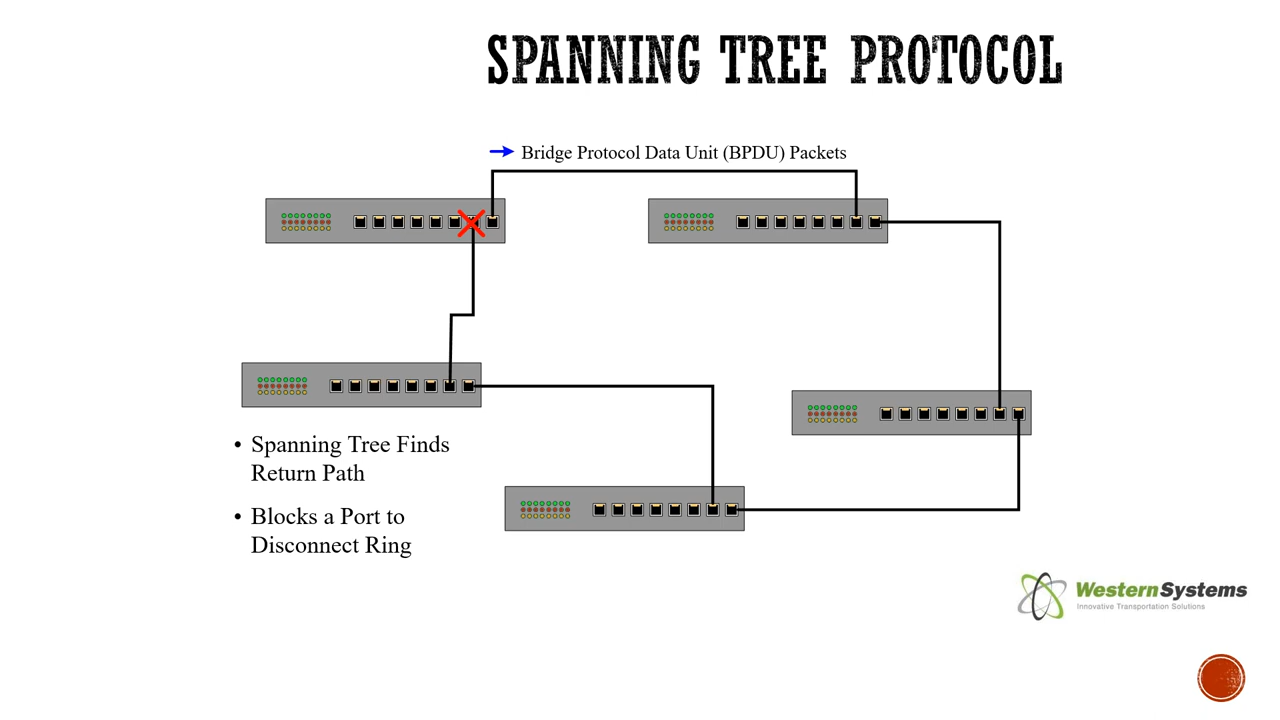 SPANNING TREE PROTOCOL
Bridge Protocol Data Unit (BPDU) Packets
• Spanning Tree Finds
Return Path
• Blocks a Port to
Disconnect Ring
WesternSystems
Innovative Transportation Solutions